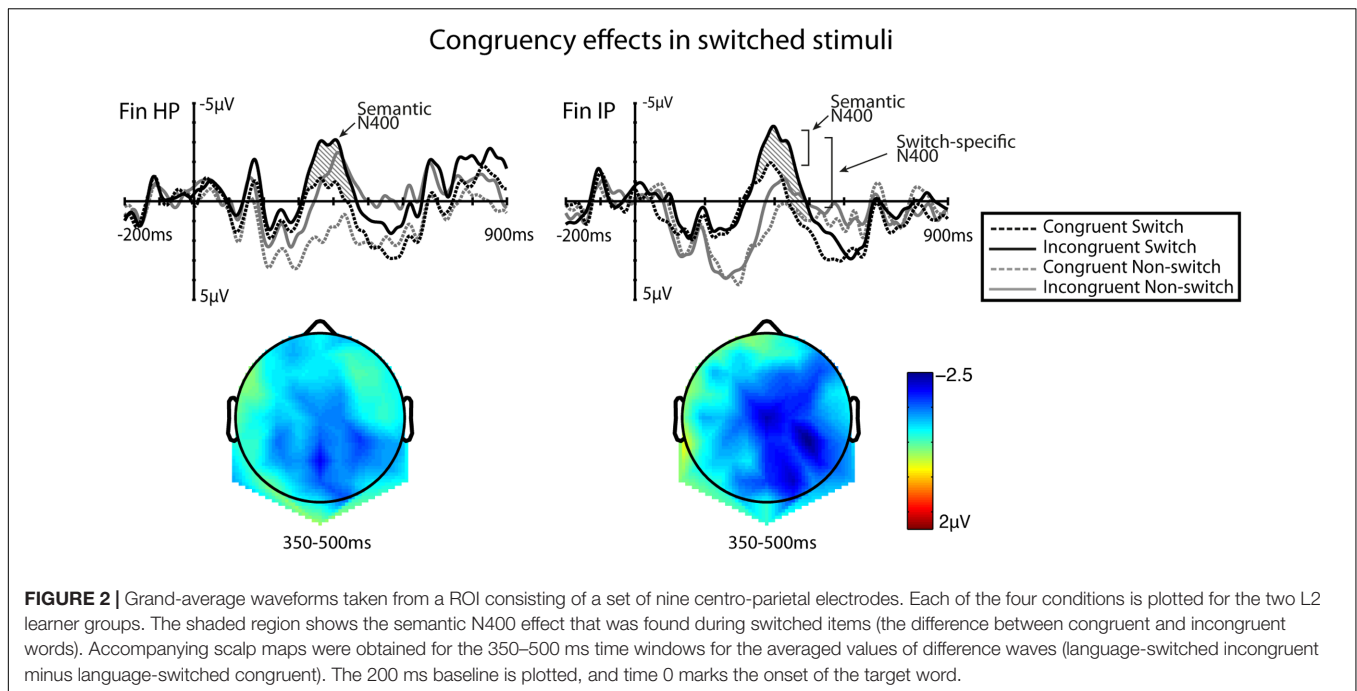 Congruency effects in switched stimuli
Fin HP
-5µV
Semantic
N400
-200ms
900ms
5µV
Fin IP
-5µV
Semantic
N400
Switch-specific
N400
-200ms
900ms
5µV
Congruent Switch
Incongruent Switch
Congruent Non-switch
Incongruent Non-switch
350-500ms
350-500ms
−2.5
2µV
FIGURE 2 | Grand-average waveforms taken from a ROI consisting of a set of nine centro-parietal electrodes. Each of the four conditions is plotted for the two L2
learner groups. The shaded region shows the semantic N400 effect that was found during switched items (the difference between congruent and incongruent
words). Accompanying scalp maps were obtained for the 350–500 ms time windows for the averaged values of difference waves (language-switched incongruent
minus language-switched congruent). The 200 ms baseline is plotted, and time 0 marks the onset of the target word.